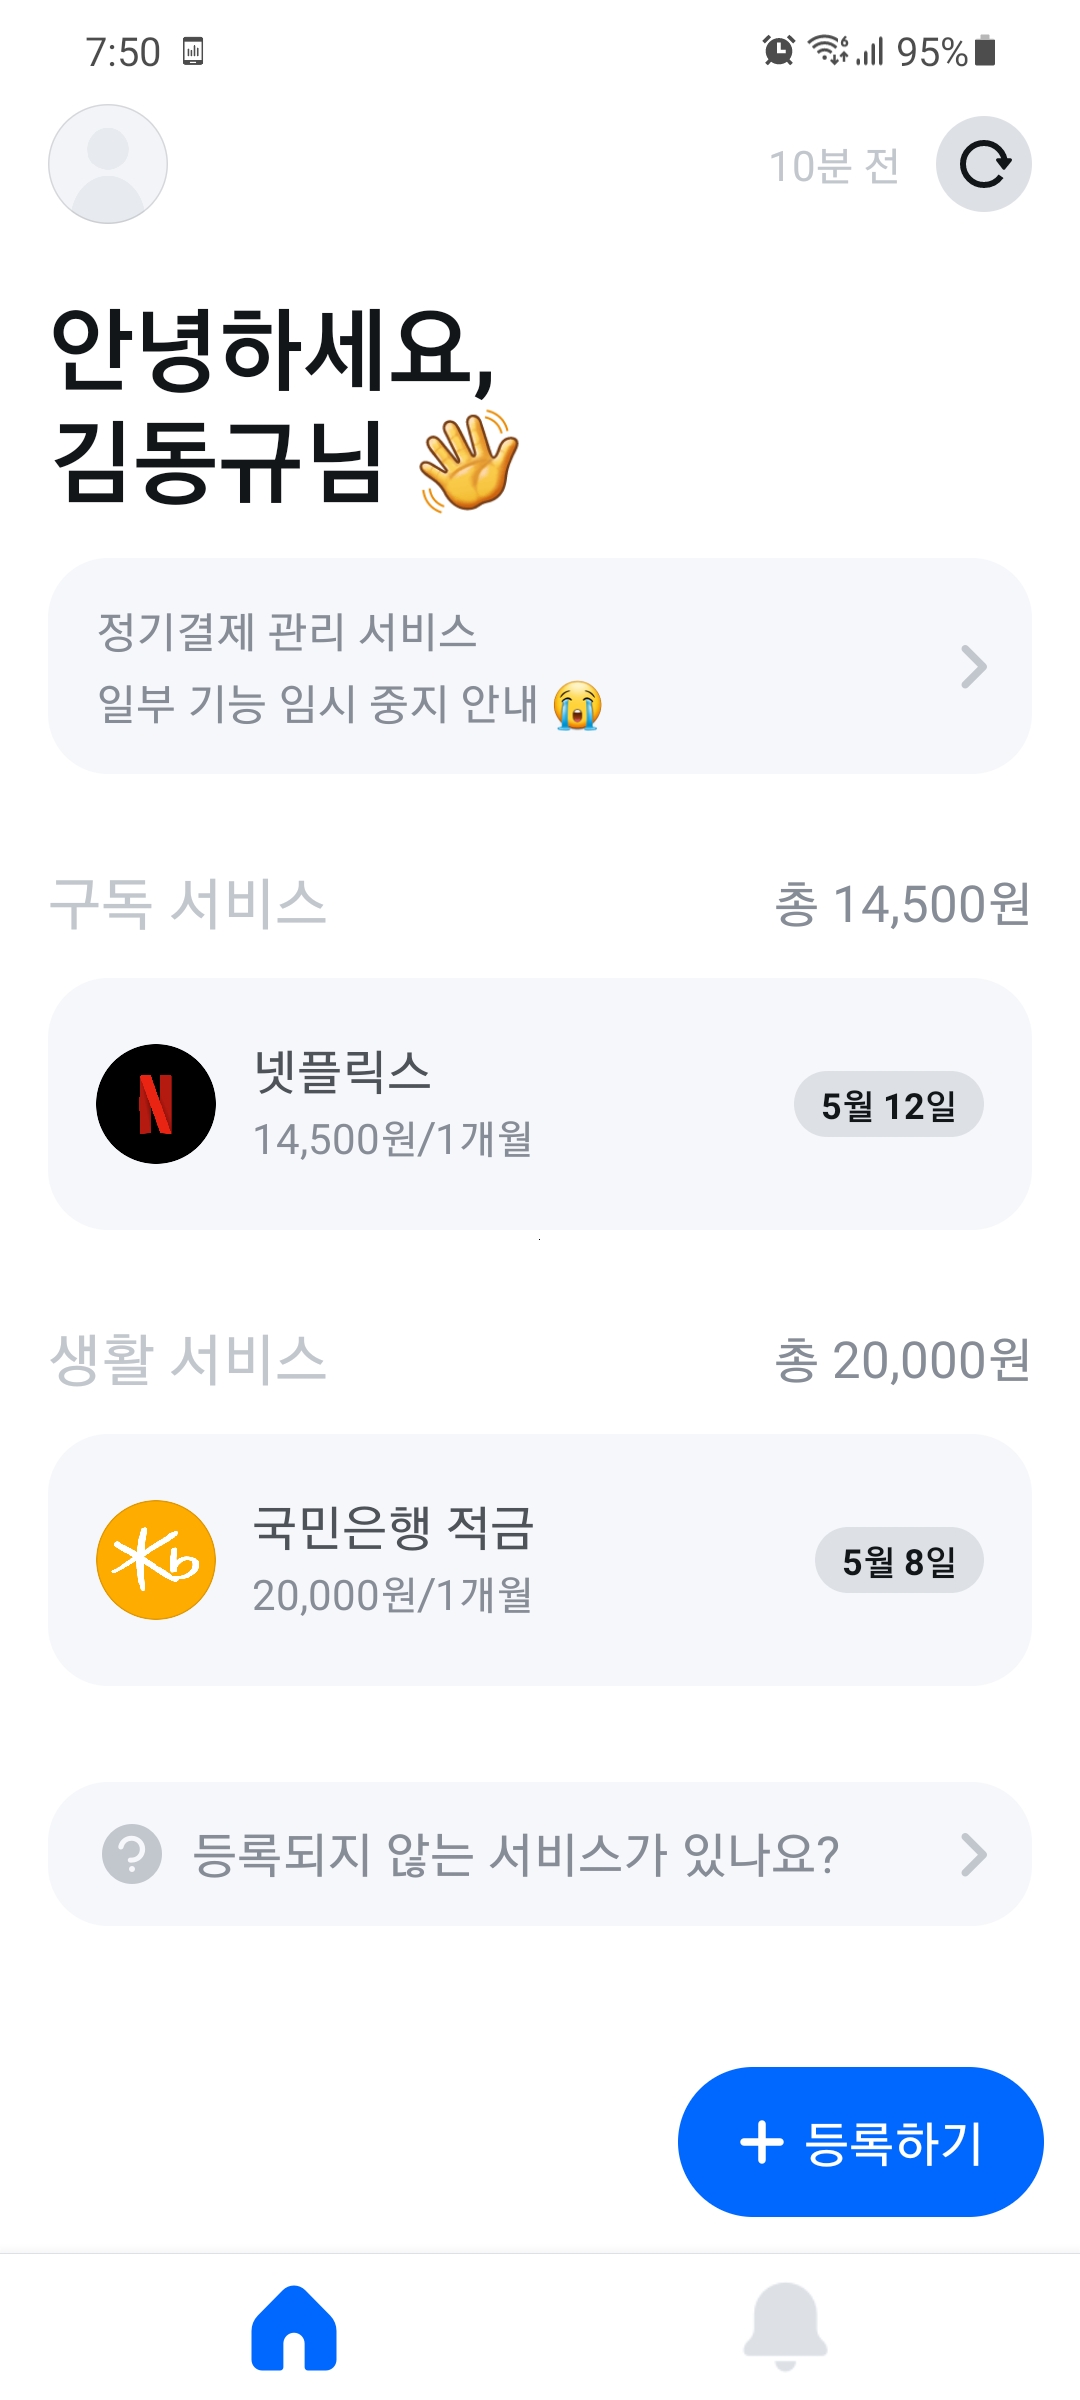 7:50 95%
10분 전
안녕하세요,
김동규님 👋
정기결제 관리 서비스
일부 기능 임시 중지 안내 😭
구독 서비스 총 14,500원
넷플릭스
14,500원/1개월
5월 12일
생활 서비스 총 20,000원
국민은행 적금
20,000원/1개월
5월 8일
등록되지 않는 서비스가 있나요?
+ 등록하기